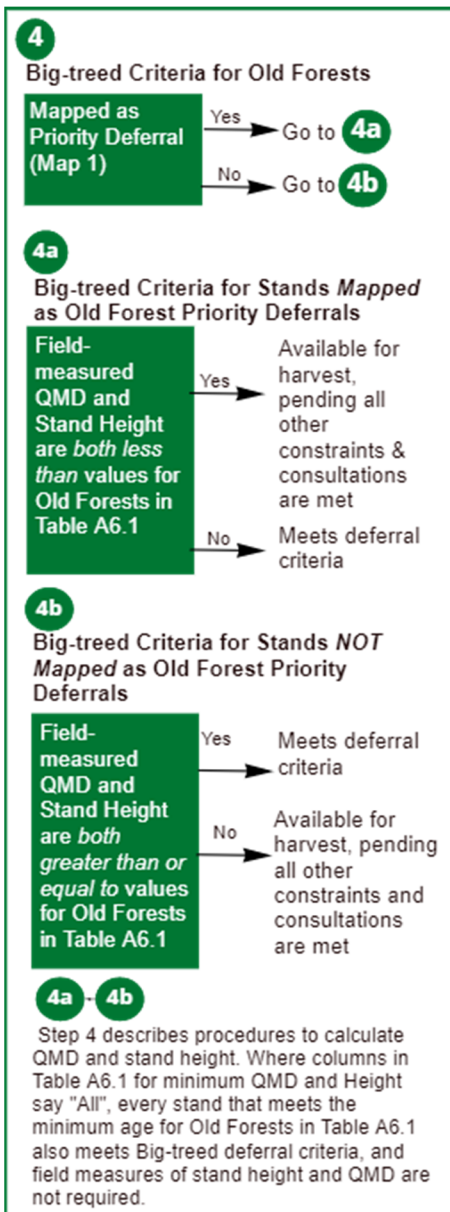 4
Big-treed Criteria for Old Forests
Mapped as
Priority Deferral
(Map 1)
Yes
Go to 4a
No
Go to 4b
4a
Big-treed Criteria for Stands Mapped
as Old Forest Priority Deferrals
Field-
measured
QMD and
Stand Height
are both less
than values for
Old Forests in
Table A6.1
Yes
Available for
harvest,
pending all
other
constraints &
consultations
are met
No
Meets deferral
criteria
4b
Big-treed Criteria for Stands NOT
Mapped as Old Forest Priority
Deferrals
Field-
measured
QMD and
Stand Height
are both
greater than or
equal to values
for Old Forests
in Table A6.1
Yes
Meets deferral
criteria
No
Available for
harvest, pending
all other
constraints and
consultations
are met
4a - 4b
Step 4 describes procedures to calculate
QMD and stand height. Where columns in
Table A6.1 for minimum QMD and Height
say "All", every stand that meets the
minimum age for Old Forests in Table A6.1
also meets Big-treed deferral criteria, and
field measures of stand height and QMD are
not required.